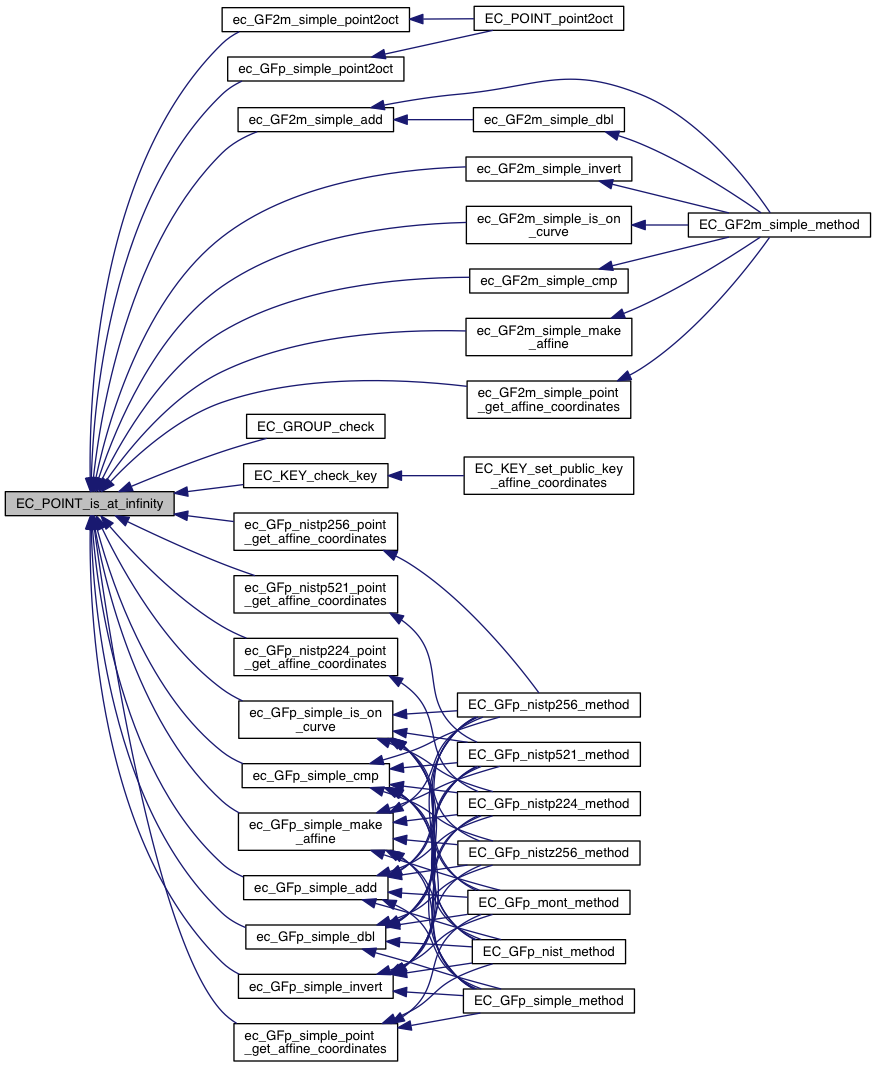 ec_GF2m_simple_point2oct
EC_POINT_point2oct
ec_GFp_simple_point2oct
ec_GF2m_simple_add
ec_GF2m_simple_dbl
ec_GF2m_simple_invert
ec_GF2m_simple_is_on
_curve
EC_GF2m_simple_method
ec_GF2m_simple_cmp
ec_GF2m_simple_make
_affine
ec_GF2m_simple_point
_get_affine_coordinates
EC_GROUP_check
EC_KEY_check_key
EC_KEY_set_public_key
_affine_coordinates
EC_POINT_is_at_infinity
ec_GFp_nistp256_point
_get_affine_coordinates
ec_GFp_nistp521_point
_get_affine_coordinates
ec_GFp_nistp224_point
_get_affine_coordinates
ec_GFp_simple_is_on
_curve
EC_GFp_nistp256_method
EC_GFp_nistp521_method
ec_GFp_simple_cmp
EC_GFp_nistp224_method
ec_GFp_simple_make
_affine
EC_GFp_nistz256_method
ec_GFp_simple_add
EC_GFp_mont_method
ec_GFp_simple_dbl
EC_GFp_nist_method
ec_GFp_simple_invert
EC_GFp_simple_method
ec_GFp_simple_point
_get_affine_coordinates